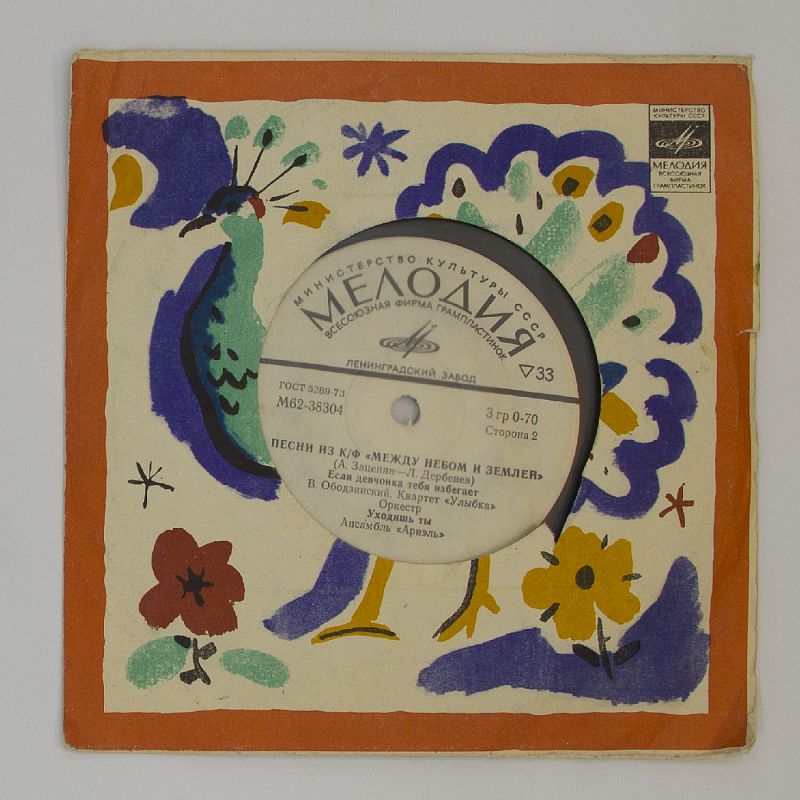 МИНИСТЕРСТВО
КУЛЬТУРЫ СССР
МЕЛОДИЯ
ВСЕСОЮЗНАЯ
ФИРМА
ГРАМПЛАСТИНОК
МИНИСТЕРСТВО КУЛЬТУРЫ СССР
МЕЛОДИЯ
ВСЕСОЮЗНАЯ ФИРМА ГРАМПЛАСТИНОК
ЛЕНИНГРАДСКИЙ ЗАВОД
33
ГОСТ 5289-73
М62-38304
3 гр 0-70
Сторона 2
ПЕСНИ ИЗ К/Ф «МЕЖДУ НЕБОМ И ЗЕМЛЕЙ»
(А. Зацепин—Л. Дербенев)
Если девчонка тебя избегает
В. Ободзинский. Квартет «Улыбка»
Оркестр
Уходишь ты
Ансамбль «Ариэль»